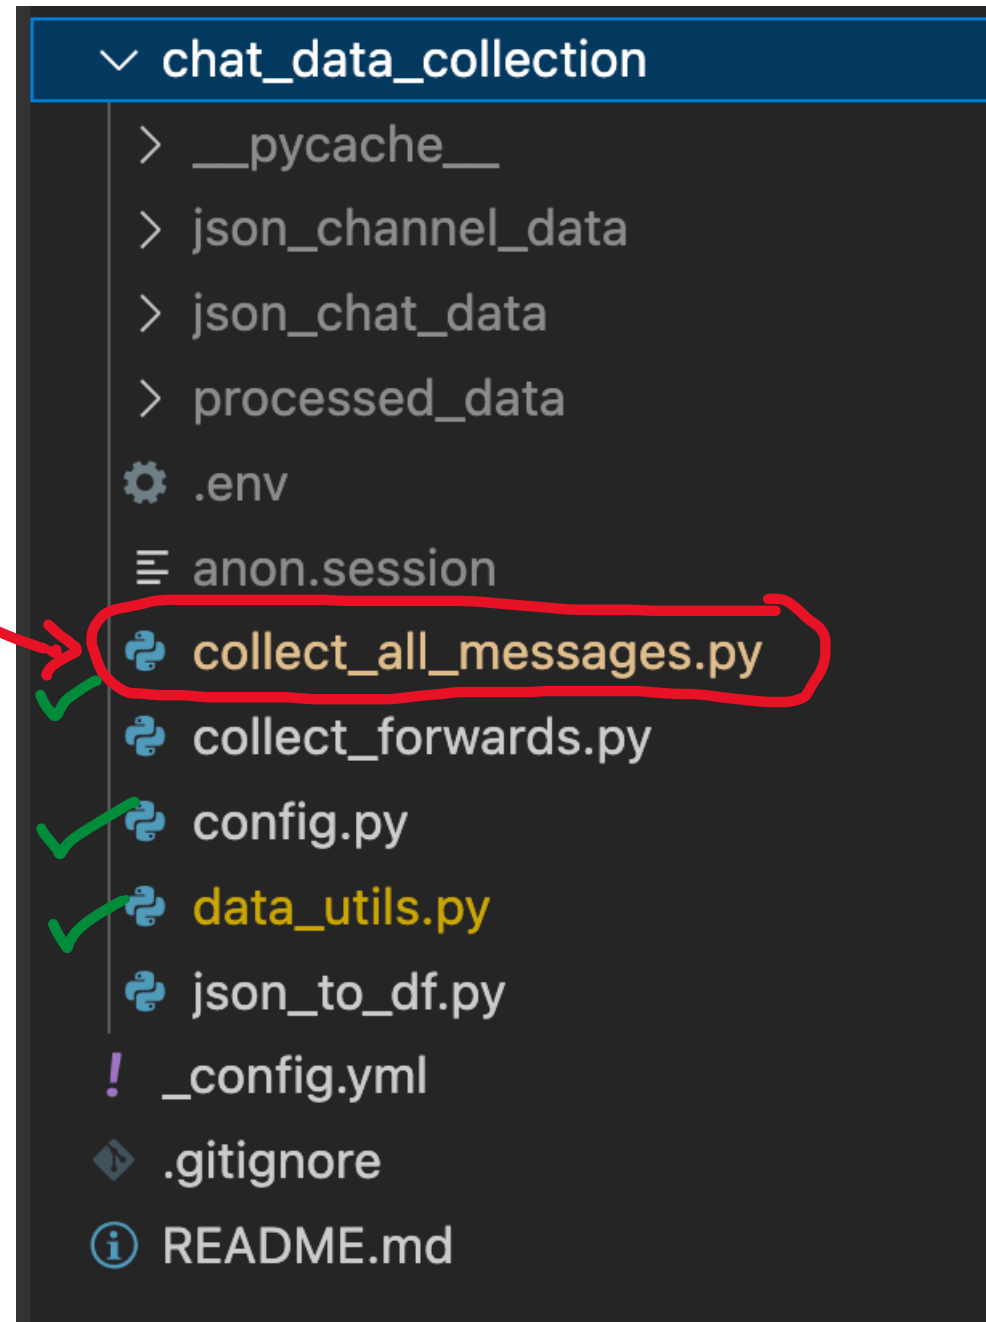 chat_data_collection
__pycache__
json_channel_data
json_chat_data
processed_data
.env
anon.session
collect_all_messages.py
collect_forwards.py
config.py
data_utils.py
json_to_df.py
_config.yml
.gitignore
README.md